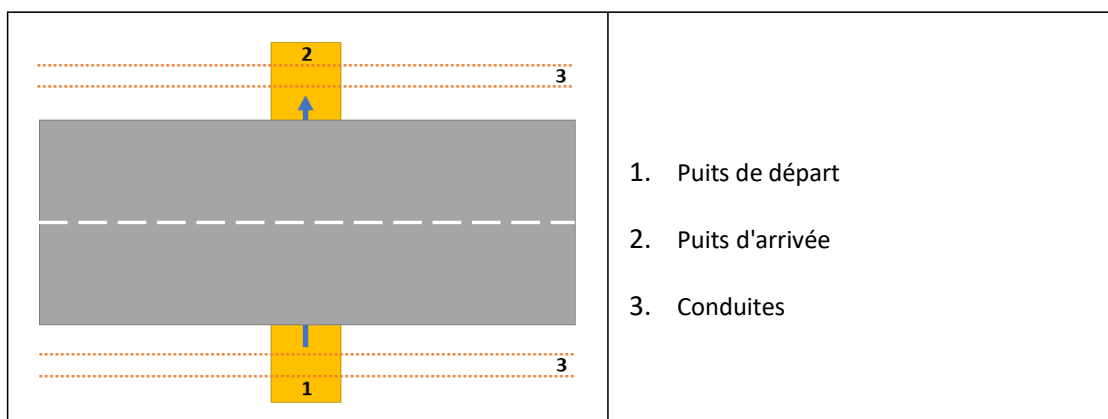 2
3
3
1
1. Puits de départ
2. Puits d'arrivée
3. Conduites